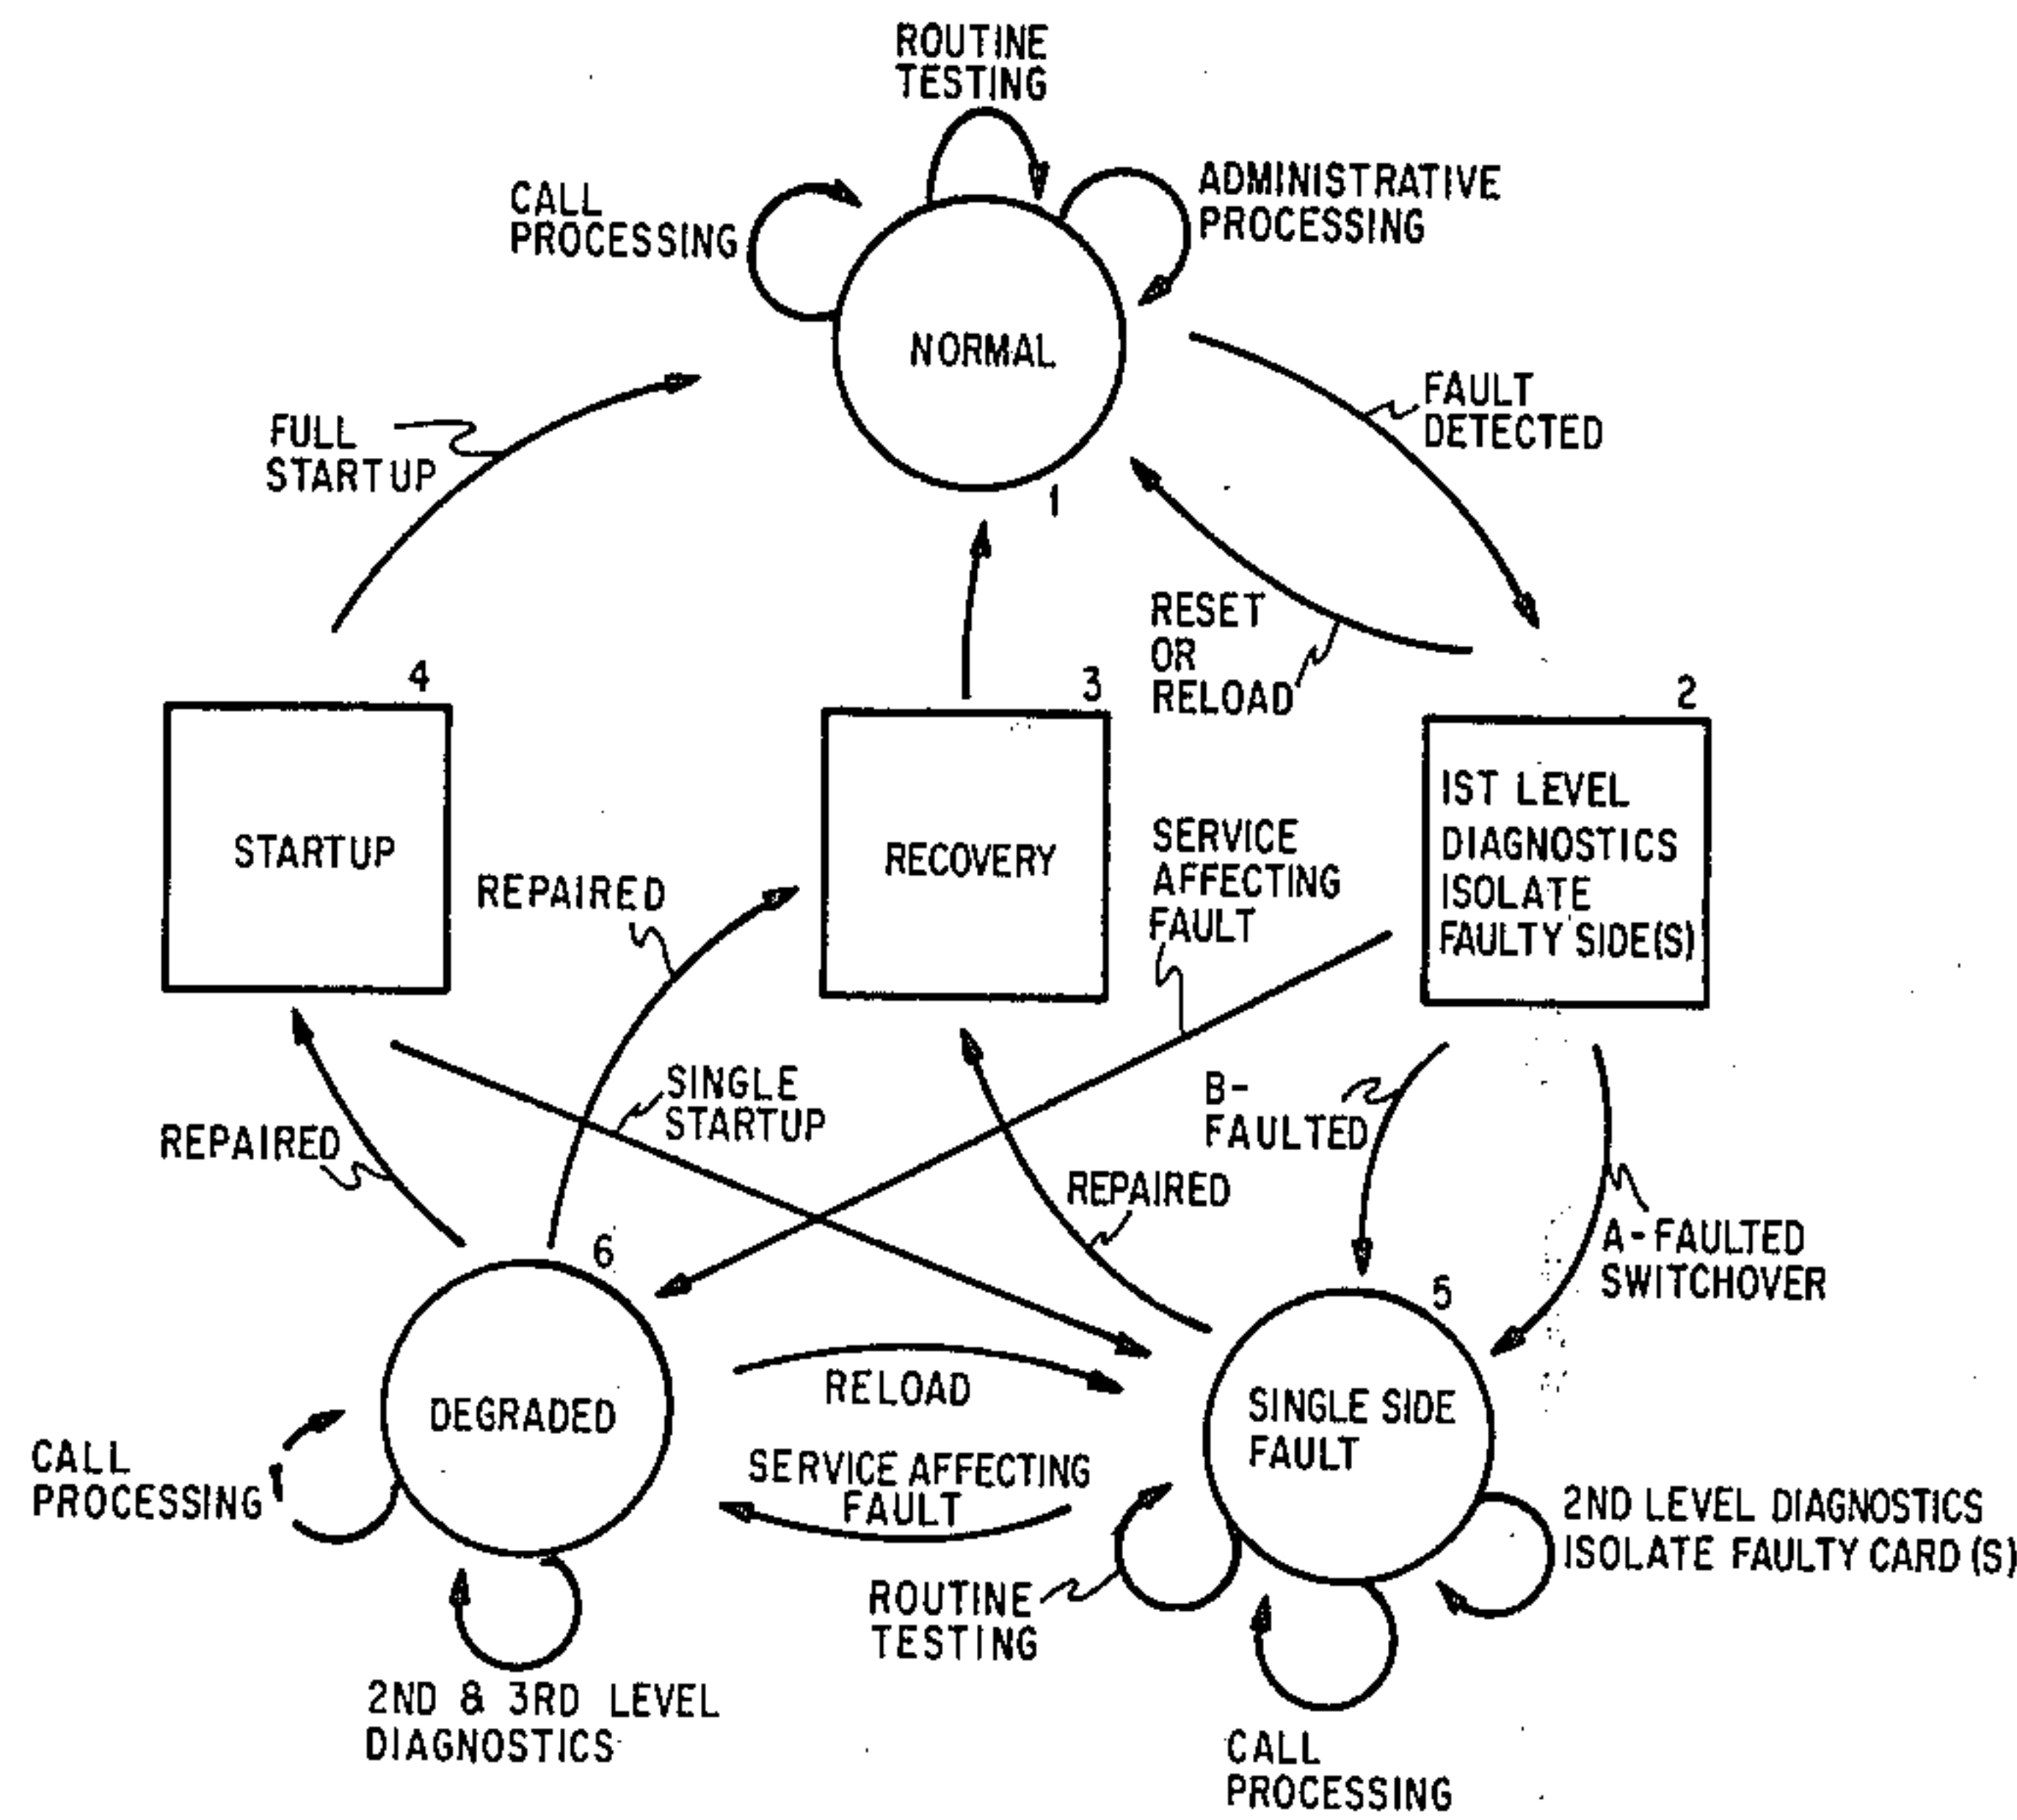 ROUTINE
TESTING
CALL
PROCESSING
ADMINISTRATIVE
PROCESSING
NORMAL
1
FAULT
DETECTED
FULL
STARTUP
RESET
OR
RELOAD
4
3
2
STARTUP
RECOVERY
1ST LEVEL
DIAGNOSTICS
ISOLATE
FAULTY SIDE(S)
SERVICE
AFFECTING
FAULT
REPAIRED
SINGLE
STARTUP
B-
FAULTED
REPAIRED
REPAIRED
A-FAULTED
SWITCHOVER
6
5
DEGRADED
RELOAD
SINGLE SIDE
FAULT
CALL
PROCESSING
SERVICE AFFECTING
FAULT
2ND LEVEL DIAGNOSTICS
ISOLATE FAULTY CARD(S)
ROUTINE
TESTING
2ND & 3RD LEVEL
DIAGNOSTICS
CALL
PROCESSING